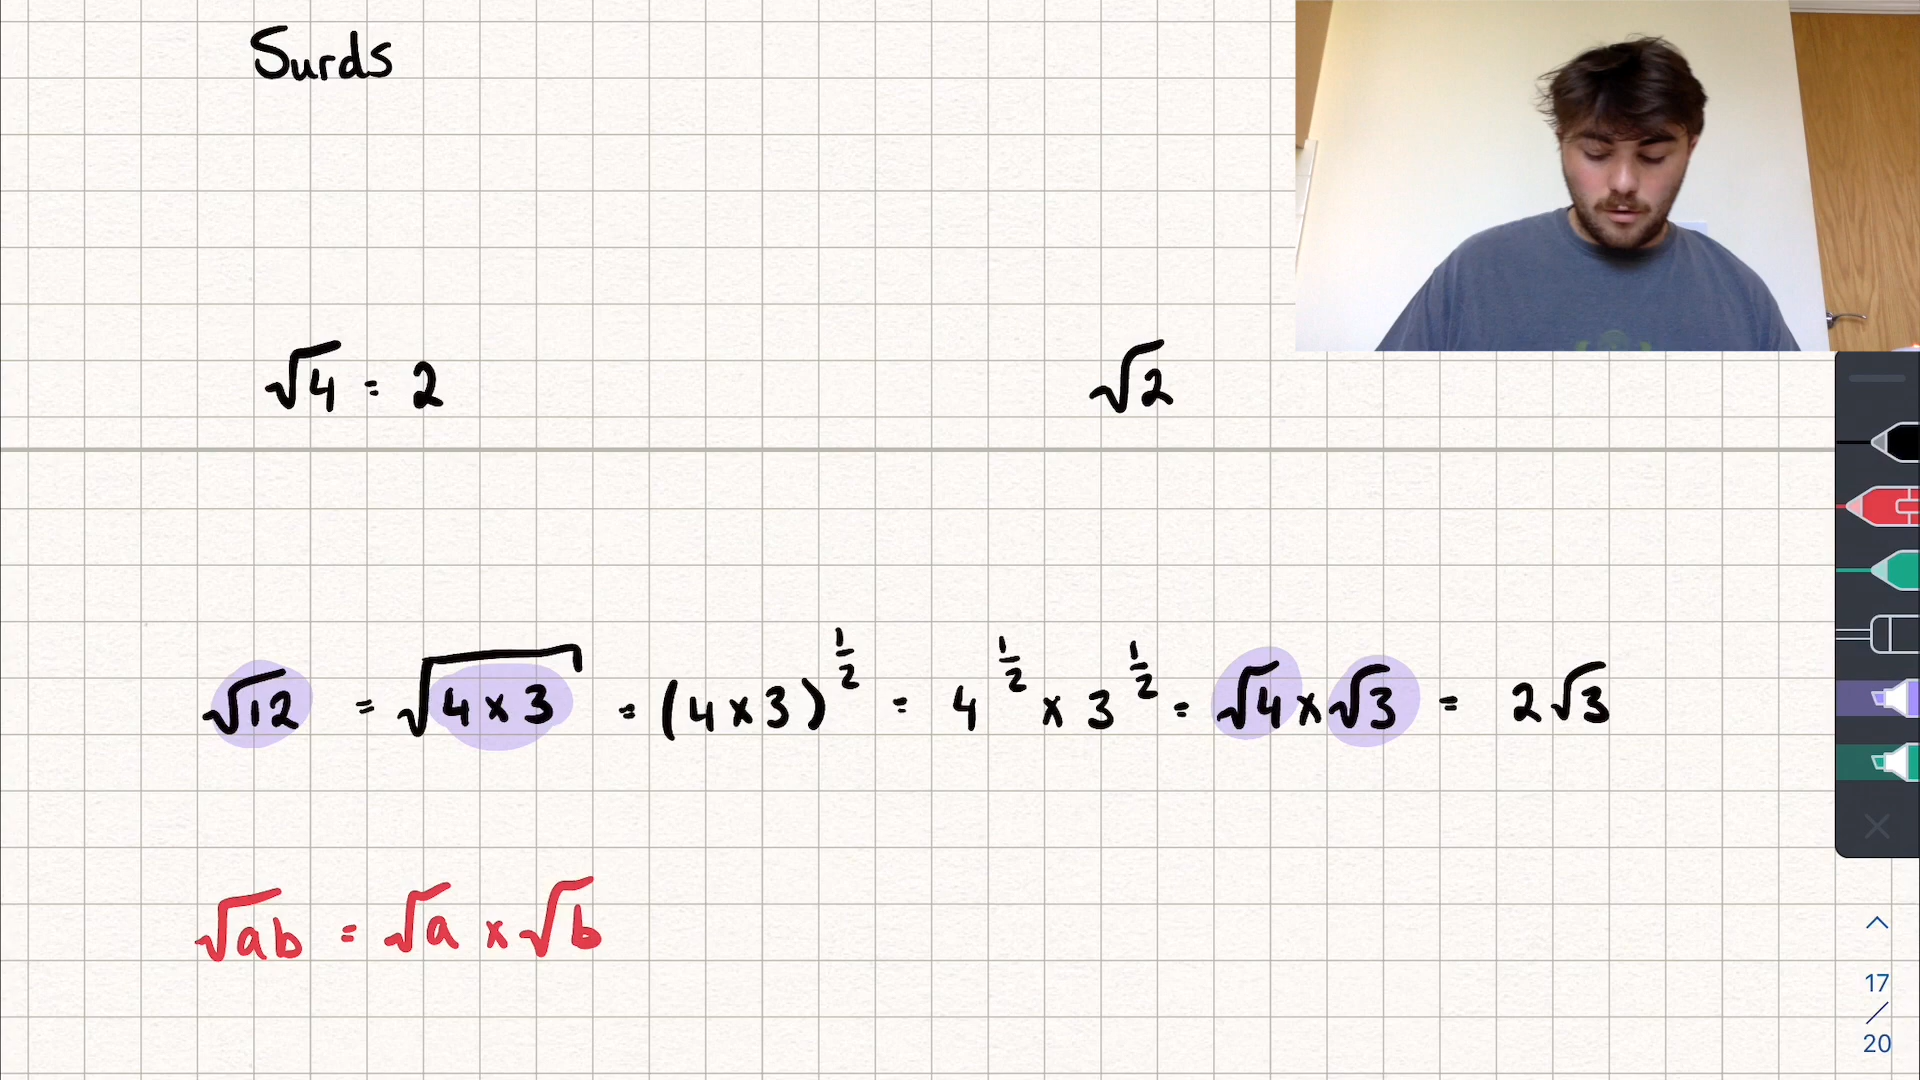 Surds
√4 = 2
√2
√12 = √4 × 3 = (4 × 3)^½ = 4^½ × 3^½ = √4 × √3 = 2√3
√ab = √a × √b
17
/
20